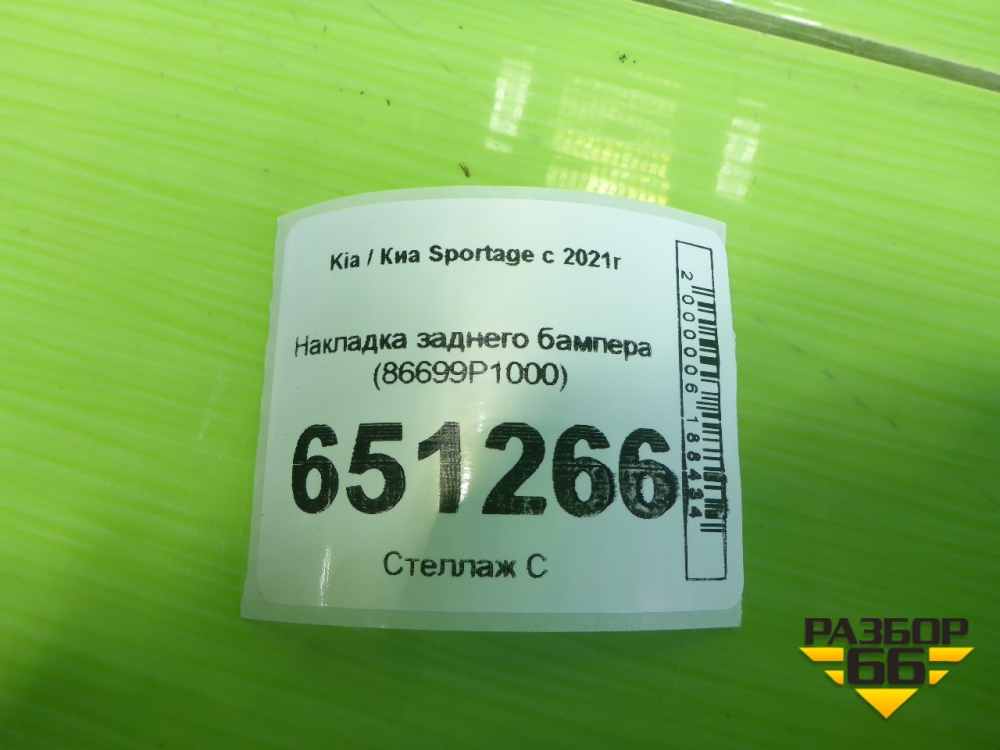 Kia / Киа Sportage с 2021г
Накладка заднего бампера
(86699P1000)
651266
Стеллаж С
2000006188434
РАЗБОР
66